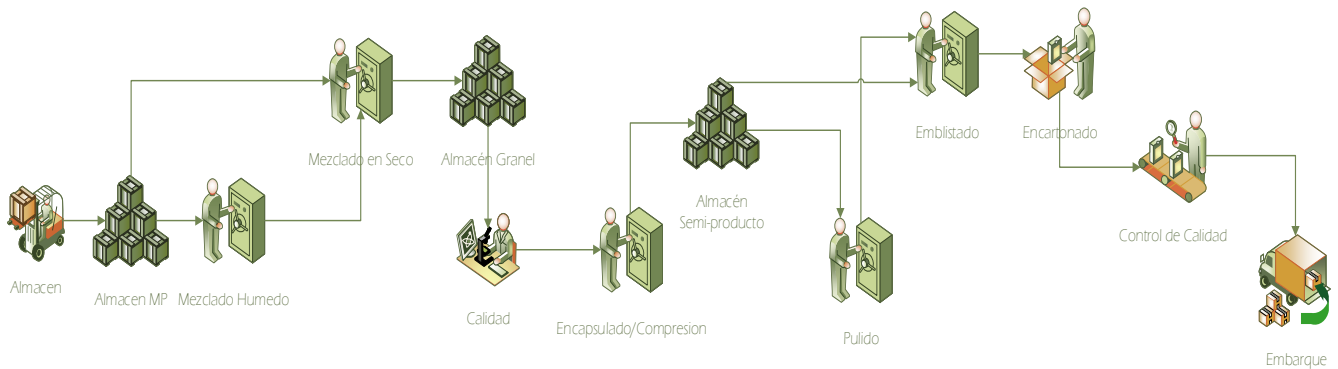 Emblistado
Encartonado
Mezclado en Seco
Almacén Granel
Almacén
Semi-producto
Control de Calidad
Almacen
Almacen MP
Mezclado Humedo
Calidad
Encapsulado/Compresion
Pulido
Embarque